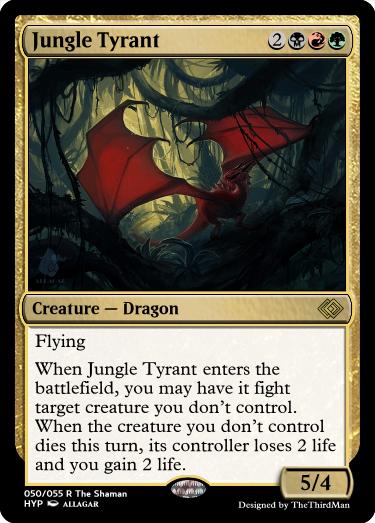 Jungle Tyrant 2
ALLAGAR
Creature — Dragon
Flying
When Jungle Tyrant enters the
battlefield, you may have it fight
target creature you don't control.
When the creature you don't control
dies this turn, its controller loses 2 life
and you gain 2 life.
5/4
050/055 R The Shaman
HYP ALLAGAR
Designed by TheThirdMan